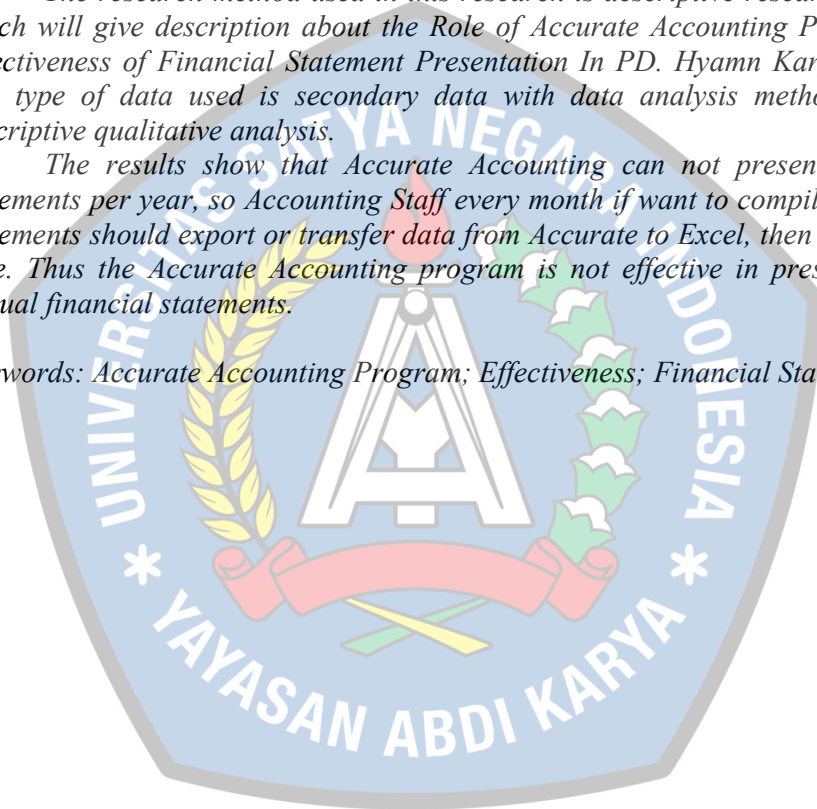 The research method used in this research is descriptive resear
ch will give description about the Role of Accurate Accounting P
ectiveness of Financial Statement Presentation In PD. Hyamn Kar
type of data used is secondary data with data analysis metho
criptive qualitative analysis.
The results show that Accurate Accounting can not presen
ements per year, so Accounting Staff every month if want to compil
ements should export or transfer data from Accurate to Excel, then
e. Thus the Accurate Accounting program is not effective in pres
ual financial statements.
words: Accurate Accounting Program; Effectiveness; Financial Sta
UNIVERSITAS SATYA NEGARA INDONESIA
* YAYASAN ABDI KARYA *